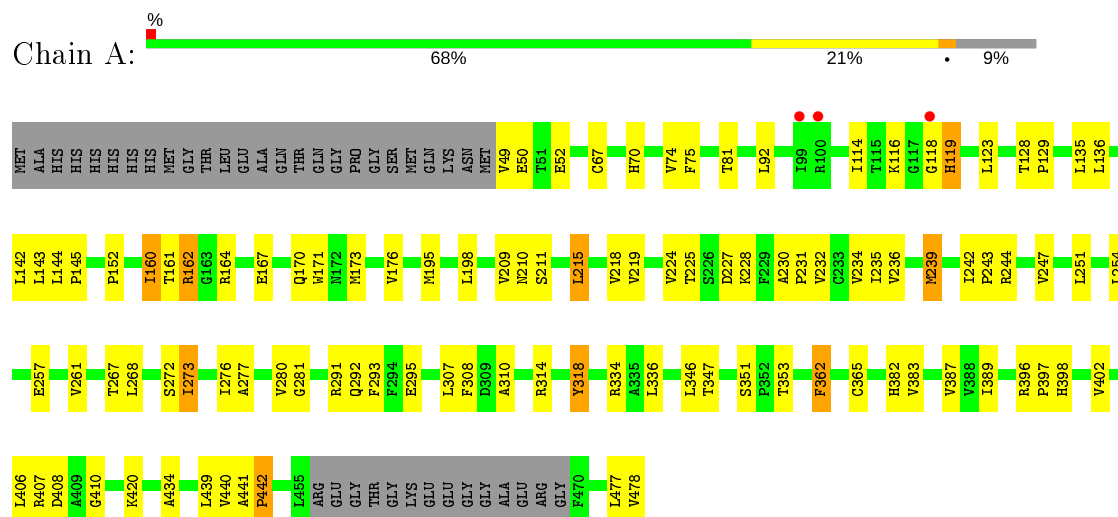 %
Chain A:
68% 21% • 9%
MET ALA HIS HIS HIS HIS HIS HIS MET GLY THR LEU GLU ALA GLN THR GLN GLY PRO GLY SER MET GLN LYS ASN MET V49 E50 T51 E52 C67 H70 V74 F75 T81 L92 I99 R100 I114 T115 K116 G117 G118 H119 L123 T128 P129 L135 L136
L142 L143 L144 P145 P152 I160 T161 R162 G163 R164 E167 Q170 W171 N172 M173 V176 M195 L198 V209 N210 S211 L215 V218 V219 V224 T225 S226 D227 K228 F229 A230 P231 V232 C233 V234 I235 V236 M239 I242 P243 R244 V247 L251 L254
E257 V261 T267 L268 S272 I273 I276 A277 V280 G281 R291 Q292 F293 F294 E295 L307 F308 D309 A310 R314 Y318 R334 A335 L336 L346 T347 S351 P352 T353 F362 C365 H382 V383 V387 V388 I389 R396 P397 H398 V402
L406 R407 D408 A409 G410 K420 A434 L439 V440 A441 P442 L455 ARG GLU GLY THR GLY LYS GLU GLU GLY GLY ALA GLU ARG GLY F470 L477 V478